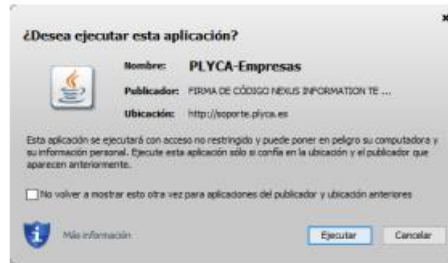 ¿Desea ejecutar esta aplicación?
Nombre: PLYCA-Empresas
Publicador: FIRMA DE CÓDIGO NEXUS INFORMATION TE ...
Ubicación: http://soporte.plyca.es
Esta aplicación se ejecutará con acceso no restringido y puede poner en peligro su computadora y
su información personal. Ejecute esta aplicación sólo si confía en la ubicación y el publicador que
aparecen anteriormente.
No volver a mostrar esto otra vez para aplicaciones del publicador y ubicación anteriores
Más información
Ejecutar Cancelar